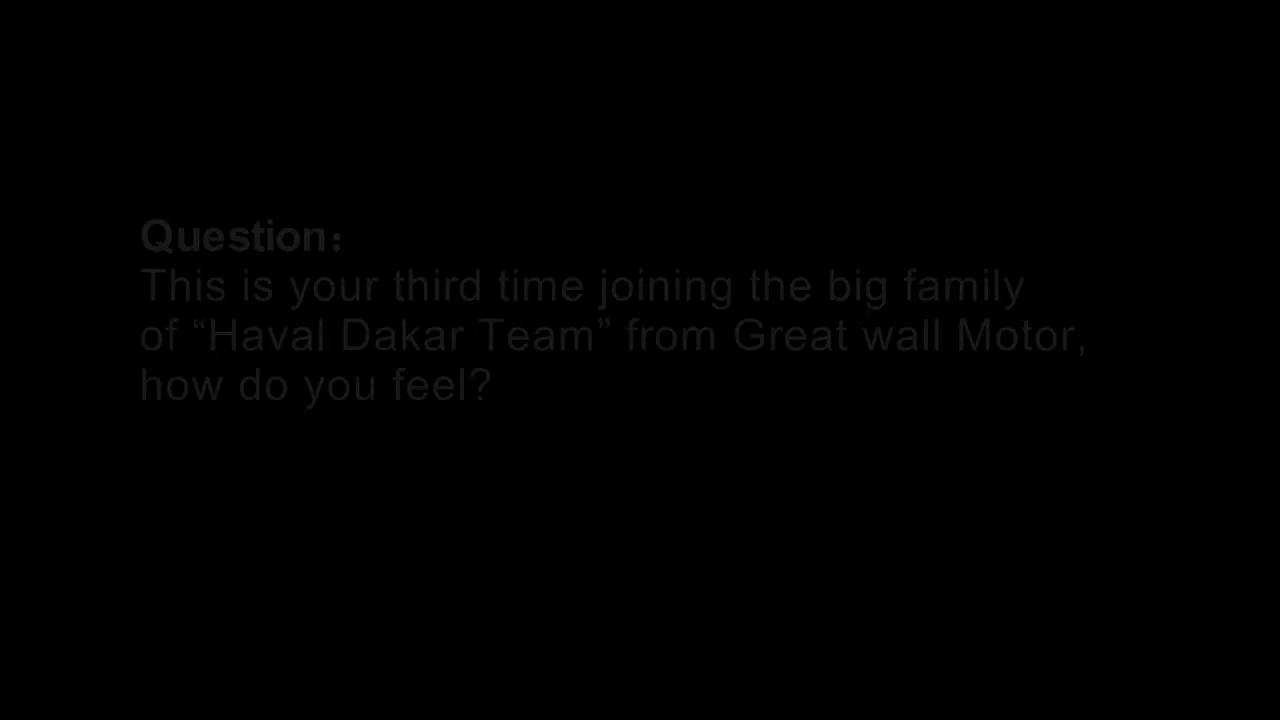 Question：
This is your third time joining the big family
of “Haval Dakar Team” from Great wall Motor,
how do you feel?